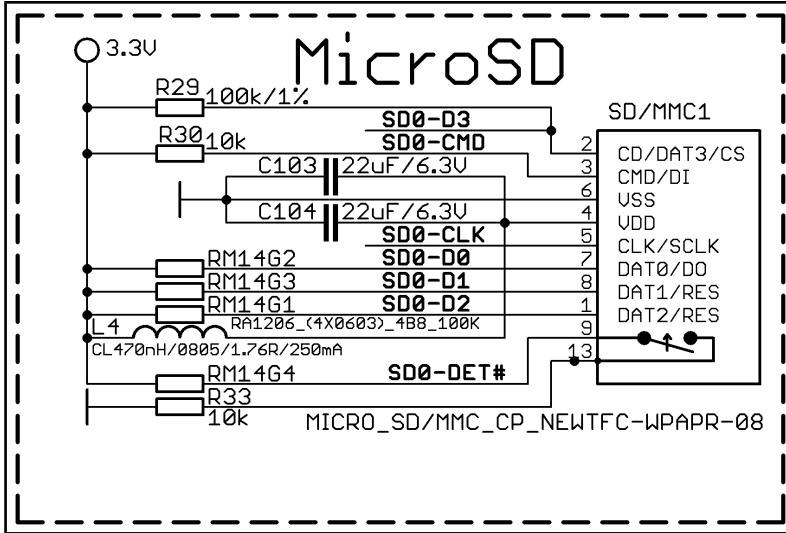 3.3V
MicroSD
R29 100k/1%
SD/MMC1
SD0-D3
R30 10k
SD0-CMD
2
CD/DAT3/CS
C103 22uF/6.3V
3
CMD/DI
6
VSS
C104 22uF/6.3V
4
VDD
SD0-CLK
5
CLK/SCLK
RM14G2
SD0-D0
7
DAT0/DO
RM14G3
SD0-D1
8
DAT1/RES
RM14G1
SD0-D2
1
DAT2/RES
L4
RA1206_(4X0603)_4B8_100K
9
CL470nH/0805/1.76R/250mA
13
RM14G4
SD0-DET#
R33
10k
MICRO_SD/MMC_CP_NEWTFC-WPAPR-08